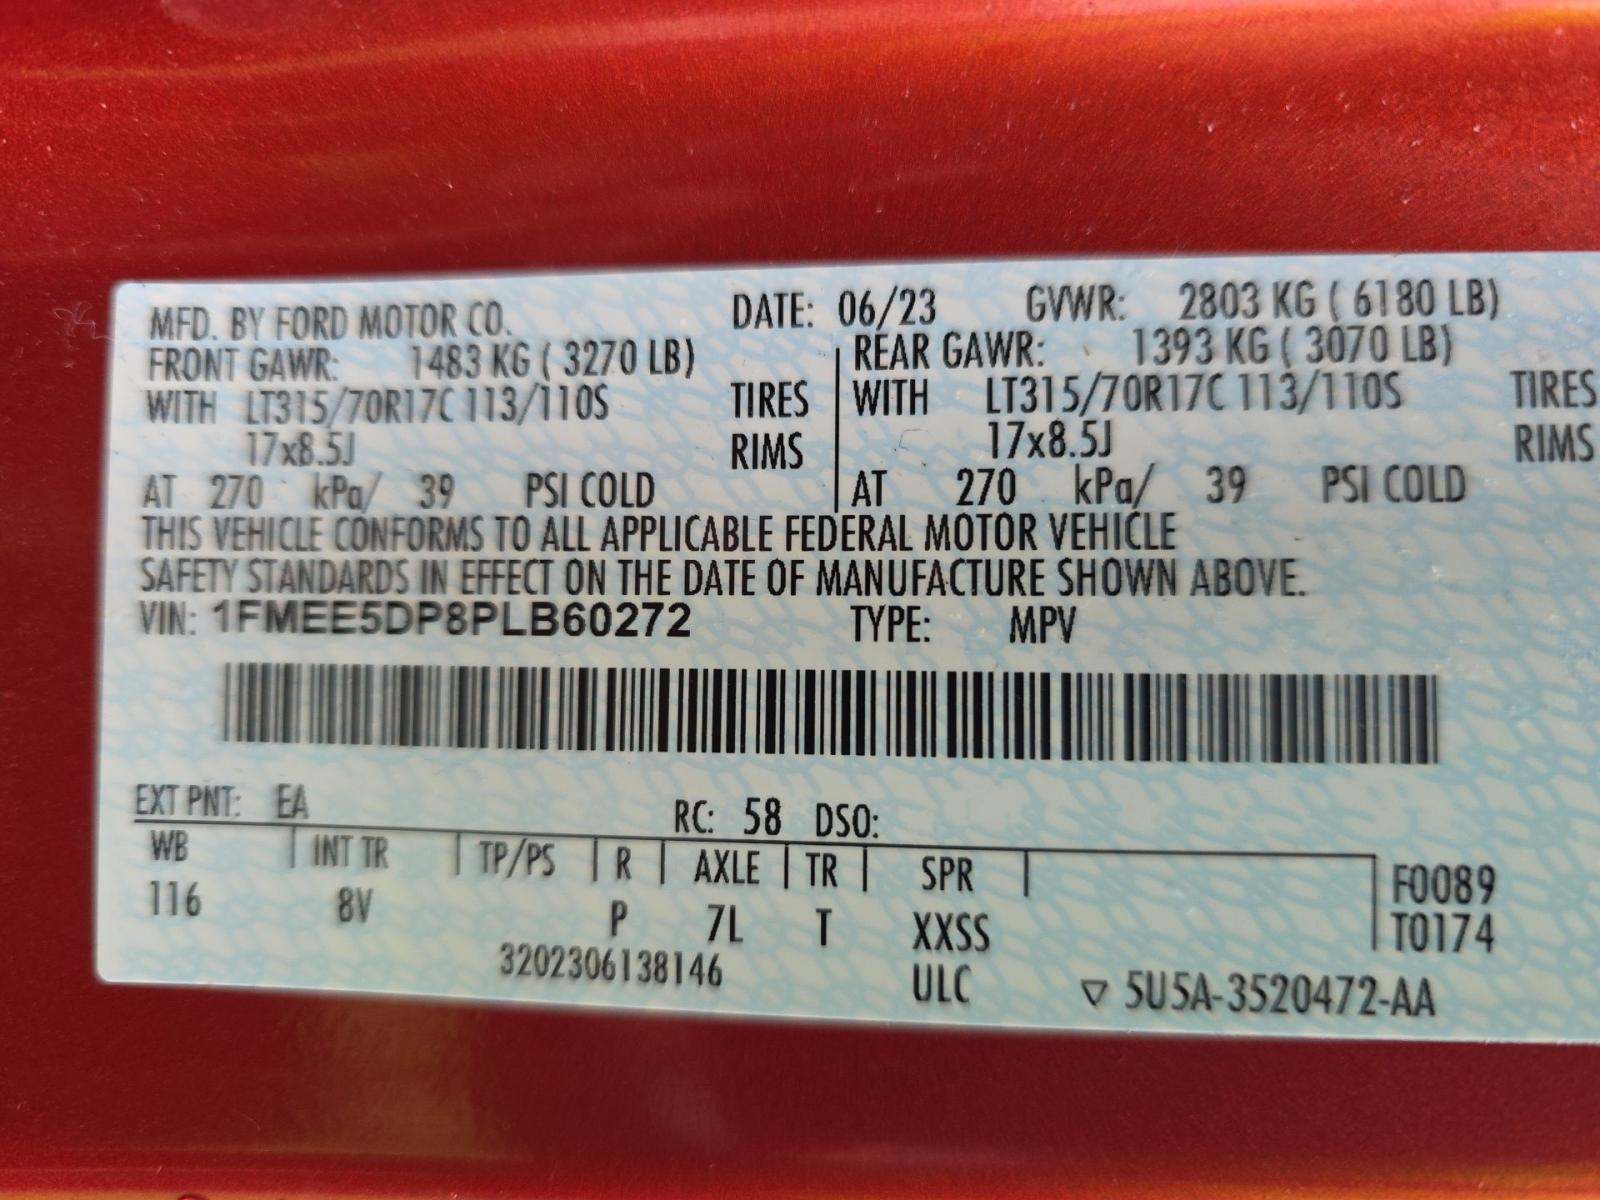 MFD. BY FORD MOTOR CO. DATE: 06/23 GVWR: 2803 KG ( 6180 LB)
FRONT GAWR: 1483 KG ( 3270 LB) REAR GAWR: 1393 KG ( 3070 LB)
WITH LT315/70R17C 113/110S TIRES WITH LT315/70R17C 113/110S TIRES
17x8.5J RIMS 17x8.5J RIMS
AT 270 kPa/ 39 PSI COLD AT 270 kPa/ 39 PSI COLD
THIS VEHICLE CONFORMS TO ALL APPLICABLE FEDERAL MOTOR VEHICLE
SAFETY STANDARDS IN EFFECT ON THE DATE OF MANUFACTURE SHOWN ABOVE.
VIN: 1FMEE5DP8PLB60272 TYPE: MPV
EXT PNT: EA RC: 58 DSO:
WB INT TR TP/PS R AXLE TR SPR F0089
116 8V P 7L T XXSS T0174
3202306138146 ULC ▽ 5U5A-3520472-AA